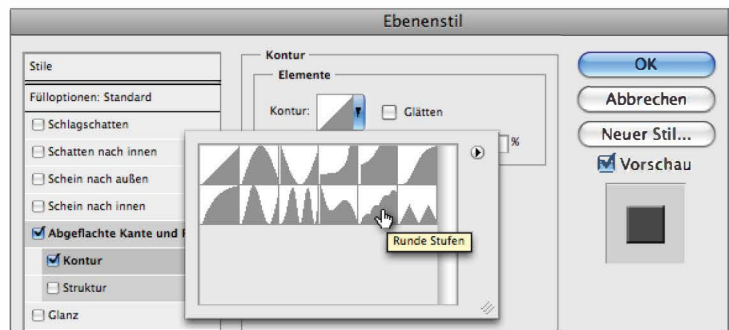 Ebenenstil
Stile
Fülloptionen: Standard
Schlagschatten
Schatten nach innen
Schein nach außen
Schein nach innen
Abgeflachte Kante und
Kontur
Struktur
Glanz
Kontur
Elemente
Kontur:
Glätten
%
Runde Stufen
OK
Abbrechen
Neuer Stil...
Vorschau